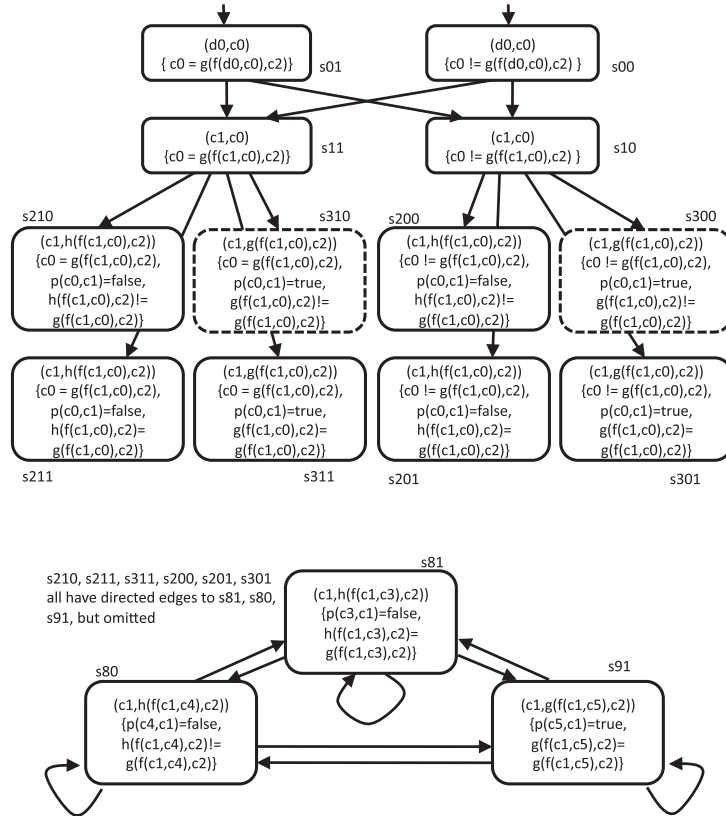 (d0,c0)
{ c0 = g(f(d0,c0),c2)}
s01
(d0,c0)
{c0 != g(f(d0,c0),c2) }
s00
(c1,c0)
{c0 = g(f(c1,c0),c2)}
s11
(c1,c0)
{c0 != g(f(c1,c0),c2) }
s10
s210
(c1,h(f(c1,c0),c2))
{c0 = g(f(c1,c0),c2),
p(c0,c1)=false,
h(f(c1,c0),c2)!=
g(f(c1,c0),c2)}
s310
(c1,g(f(c1,c0),c2))
{c0 = g(f(c1,c0),c2),
p(c0,c1)=true,
g(f(c1,c0),c2)!=
g(f(c1,c0),c2)}
s200
(c1,h(f(c1,c0),c2))
{c0 != g(f(c1,c0),c2),
p(c0,c1)=false,
h(f(c1,c0),c2)!=
g(f(c1,c0),c2)}
s300
(c1,g(f(c1,c0),c2))
{c0 != g(f(c1,c0),c2),
p(c0,c1)=true,
g(f(c1,c0),c2)!=
g(f(c1,c0),c2)}
(c1,h(f(c1,c0),c2))
{c0 = g(f(c1,c0),c2),
p(c0,c1)=false,
h(f(c1,c0),c2)=
g(f(c1,c0),c2)}
s211
(c1,g(f(c1,c0),c2))
{c0 = g(f(c1,c0),c2),
p(c0,c1)=true,
g(f(c1,c0),c2)=
g(f(c1,c0),c2)}
s311
(c1,h(f(c1,c0),c2))
{c0 != g(f(c1,c0),c2),
p(c0,c1)=false,
h(f(c1,c0),c2)=
g(f(c1,c0),c2)}
s201
(c1,g(f(c1,c0),c2))
{c0 != g(f(c1,c0),c2),
p(c0,c1)=true,
g(f(c1,c0),c2)=
g(f(c1,c0),c2)}
s301
s210, s211, s311, s200, s201, s301
all have directed edges to s81, s80,
s91, but omitted
s81
(c1,h(f(c1,c3),c2))
{p(c3,c1)=false,
h(f(c1,c3),c2)=
g(f(c1,c3),c2)}
s80
(c1,h(f(c1,c4),c2))
{p(c4,c1)=false,
h(f(c1,c4),c2)!=
g(f(c1,c4),c2)}
s91
(c1,g(f(c1,c5),c2))
{p(c5,c1)=true,
g(f(c1,c5),c2)=
g(f(c1,c5),c2)}